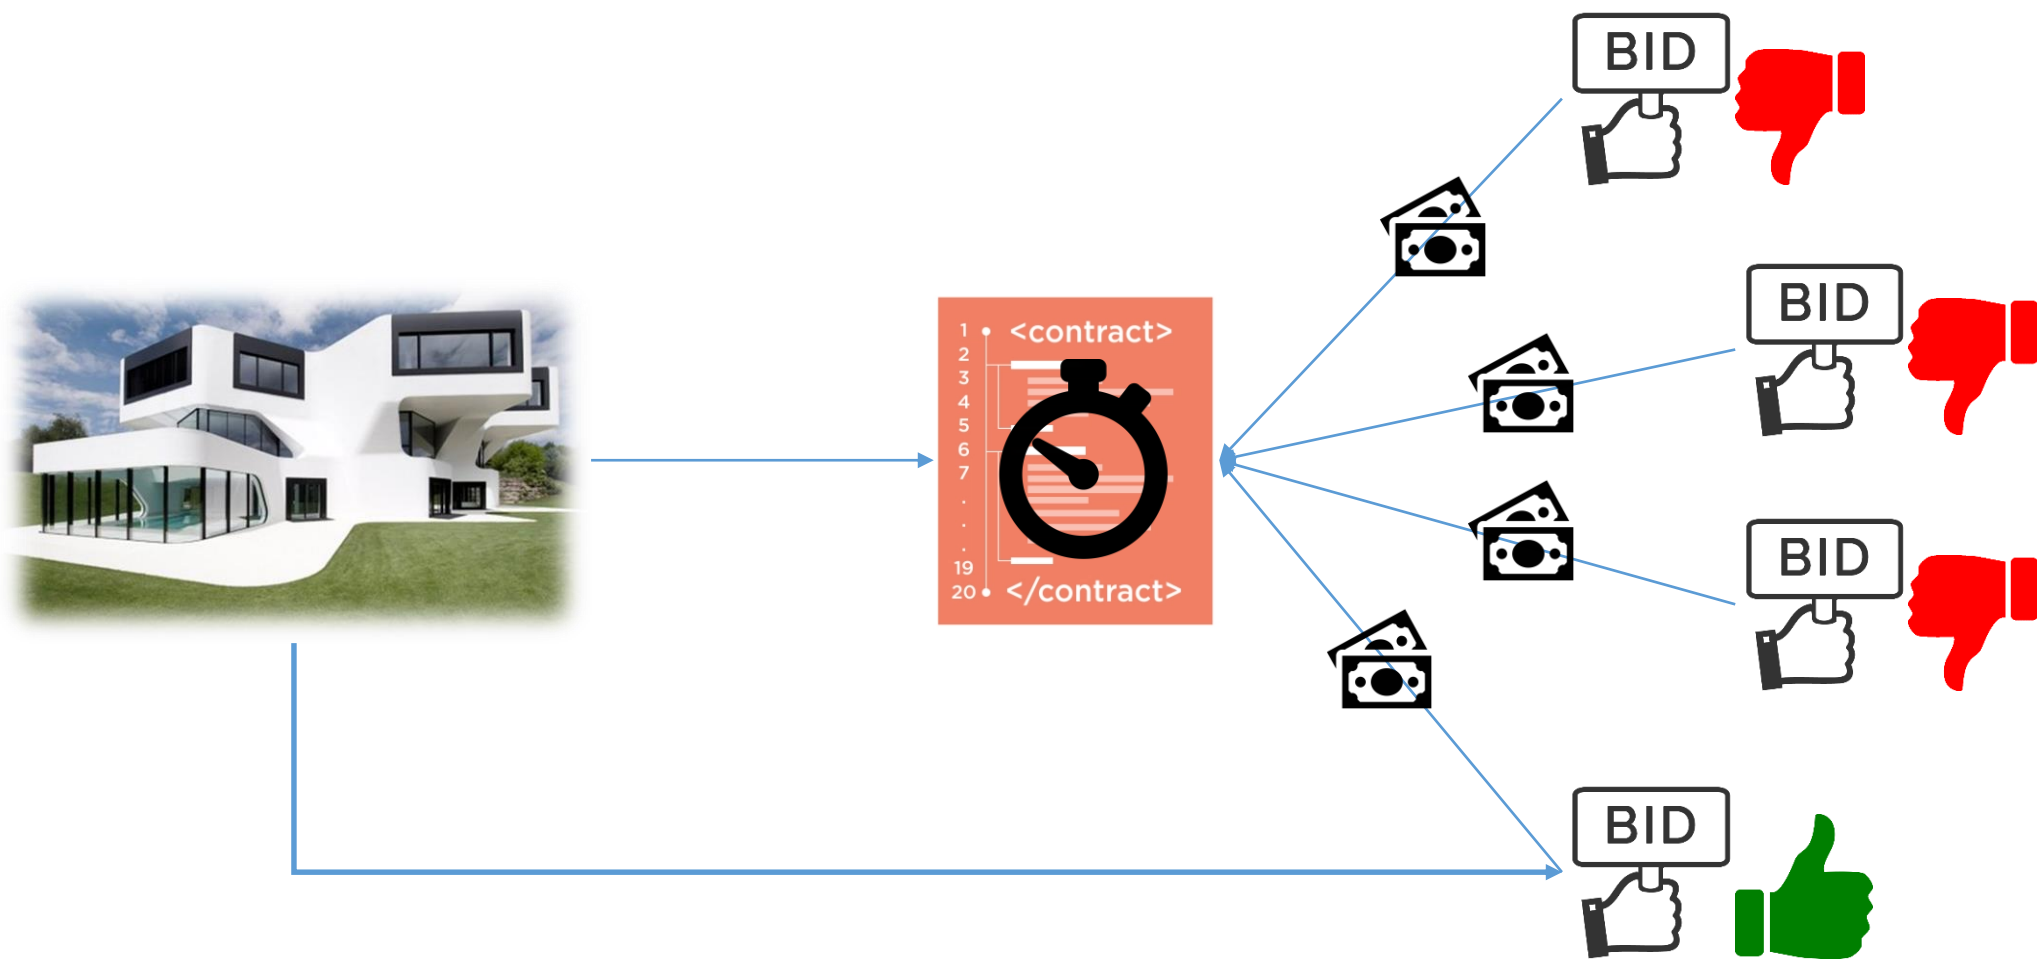 BID
BID
1 <contract>
2
3
4
5
6
7
.
.
.
19
20 </contract>
BID
BID